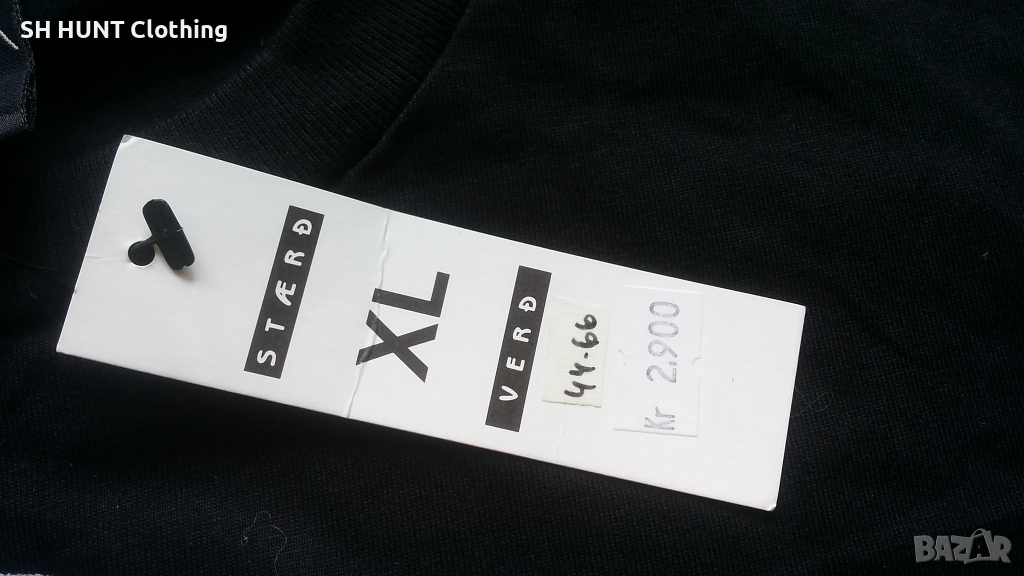 SH HUNT Clothing
STÆRÐ
XL
VERÐ
44-66
Kr 2.900
BAZAR